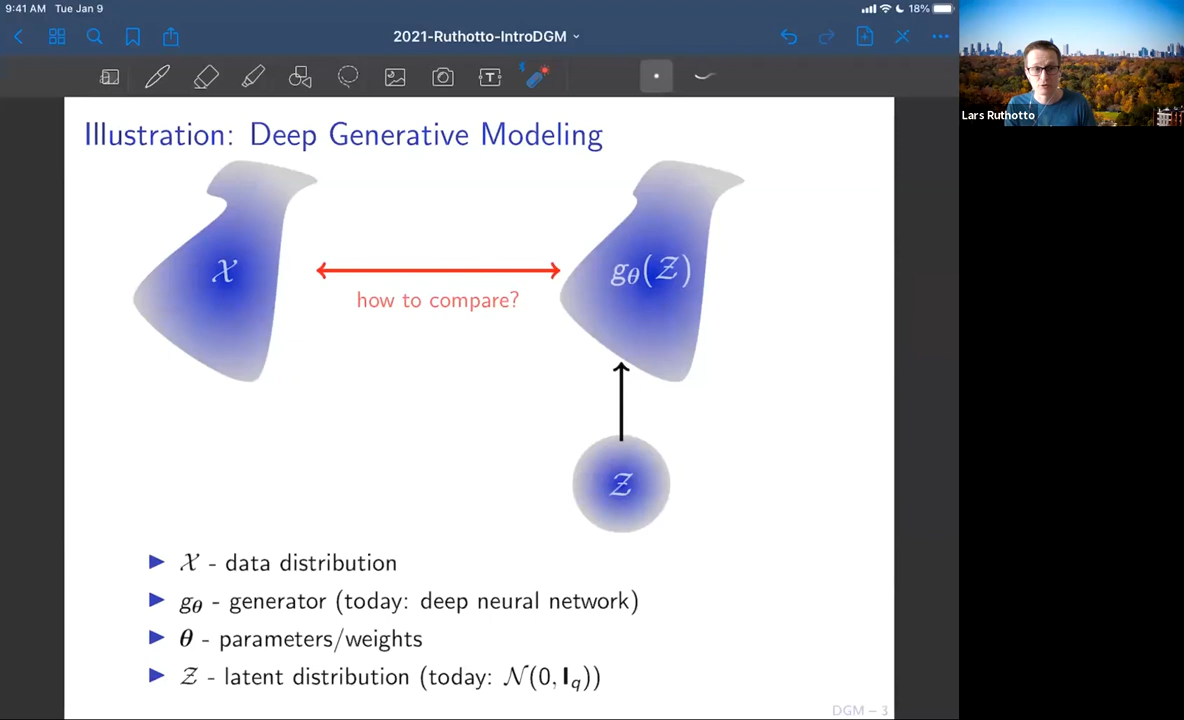 9:41 AM Tue Jan 9
18%
2021-Ruthotto-IntroDGM
T
Lars Ruthotto
Illustration: Deep Generative Modeling
𝒳
g_θ(𝒵)
how to compare?
𝒵
▶ 𝒳 - data distribution
▶ g_θ - generator (today: deep neural network)
▶ θ - parameters/weights
▶ 𝒵 - latent distribution (today: 𝒩(0, I_q))
DGM – 3